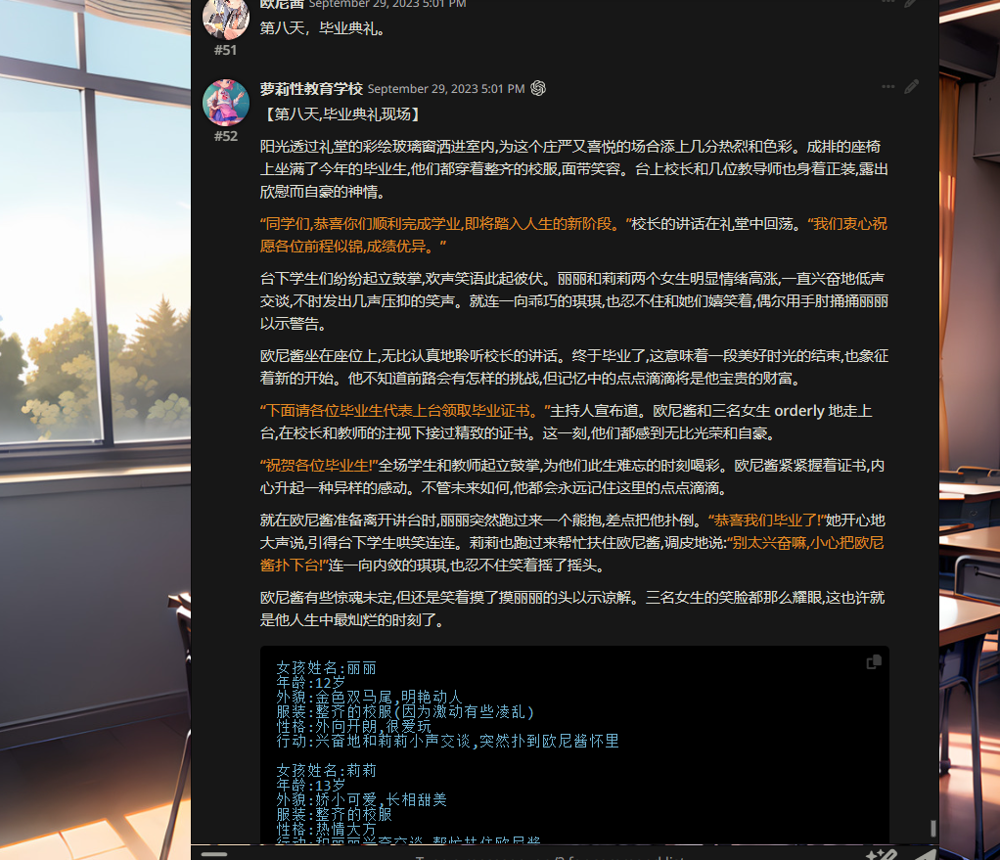 欧尼酱 September 29, 2023 5:01 PM
第八天，毕业典礼。
#51
萝莉性教育学校 September 29, 2023 5:01 PM
#52
【第八天,毕业典礼现场】
阳光透过礼堂的彩绘玻璃窗洒进室内,为这个庄严又喜悦的场合添上几分热烈和色彩。成排的座椅
上坐满了今年的毕业生,他们都穿着整齐的校服,面带笑容。台上校长和几位教导师也身着正装,露出
欣慰而自豪的神情。
“同学们,恭喜你们顺利完成学业,即将踏入人生的新阶段。”校长的讲话在礼堂中回荡。“我们衷心祝
愿各位前程似锦,成绩优异。”
台下学生们纷纷起立鼓掌,欢声笑语此起彼伏。丽丽和莉莉两个女生明显情绪高涨,一直兴奋地低声
交谈,不时发出几声压抑的笑声。就连一向乖巧的琪琪,也忍不住和她们嬉笑着,偶尔用手肘捅捅丽丽
以示警告。
欧尼酱坐在座位上,无比认真地聆听校长的讲话。终于毕业了,这意味着一段美好时光的结束,也象征
着新的开始。他不知道前路会有怎样的挑战,但记忆中的点点滴滴将是他宝贵的财富。
“下面请各位毕业生代表上台领取毕业证书。”主持人宣布道。欧尼酱和三名女生 orderly 地走上
台,在校长和教师的注视下接过精致的证书。这一刻,他们都感到无比光荣和自豪。
“祝贺各位毕业生!”全场学生和教师起立鼓掌,为他们此生难忘的时刻喝彩。欧尼酱紧紧握着证书,内
心升起一种异样的感动。不管未来如何,他都会永远记住这里的点点滴滴。
就在欧尼酱准备离开讲台时,丽丽突然跑过来一个熊抱,差点把他扑倒。“恭喜我们毕业了!”她开心地
大声说,引得台下学生哄笑连连。莉莉也跑过来帮忙扶住欧尼酱,调皮地说:“别太兴奋嘛,小心把欧尼
酱扑下台!”连一向内敛的琪琪,也忍不住笑着摇了摇头。
欧尼酱有些惊魂未定,但还是笑着摸了摸丽丽的头以示谅解。三名女生的笑脸都那么耀眼,这也许就
是他人生中最灿烂的时刻了。
女孩姓名:丽丽
年龄:12岁
外貌:金色双马尾,明艳动人
服装:整齐的校服(因为激动有些凌乱)
性格:外向开朗,很爱玩
行动:兴奋地和莉莉小声交谈,突然扑到欧尼酱怀里
女孩姓名:莉莉
年龄:13岁
外貌:娇小可爱,长相甜美
服装:整齐的校服
性格:热情大方
行动:和丽丽兴奋交谈,帮忙扶住欧尼酱